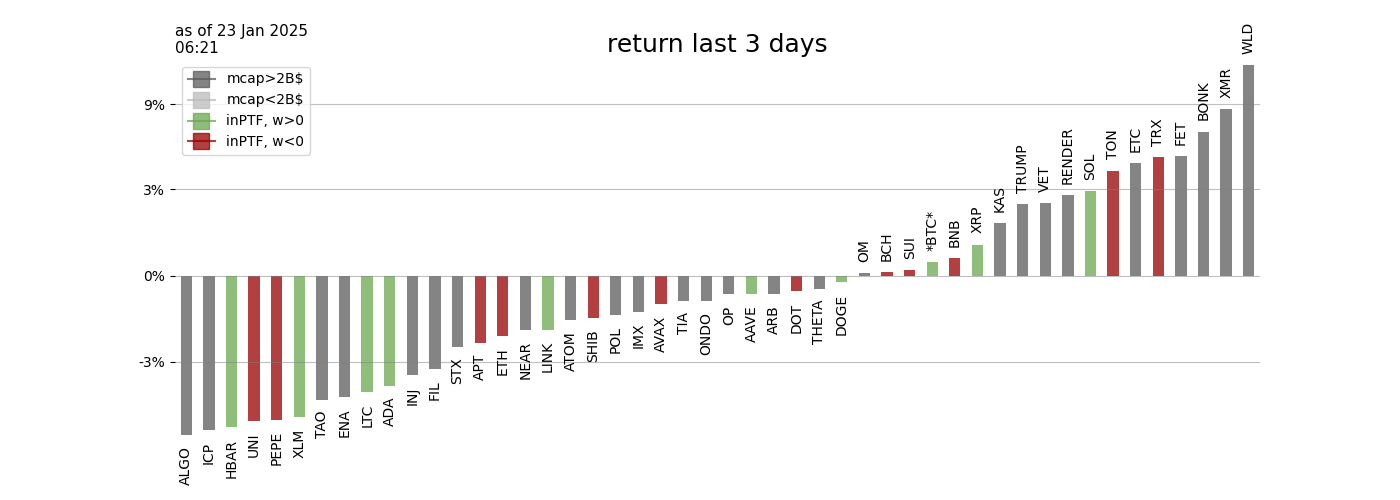 as of 23 Jan 2025
06:21
return last 3 days
mcap>2B$
mcap<2B$
inPTF, w>0
inPTF, w<0
9%
3%
0%
-3%
ALGO
ICP
HBAR
UNI
PEPE
XLM
TAO
ENA
LTC
ADA
INJ
FIL
STX
APT
ETH
NEAR
LINK
ATOM
SHIB
POL
IMX
AVAX
TIA
ONDO
OP
AAVE
ARB
DOT
THETA
DOGE
OM
BCH
SUI
*BTC*
BNB
XRP
KAS
TRUMP
VET
RENDER
SOL
TON
ETC
TRX
FET
BONK
XMR
WLD